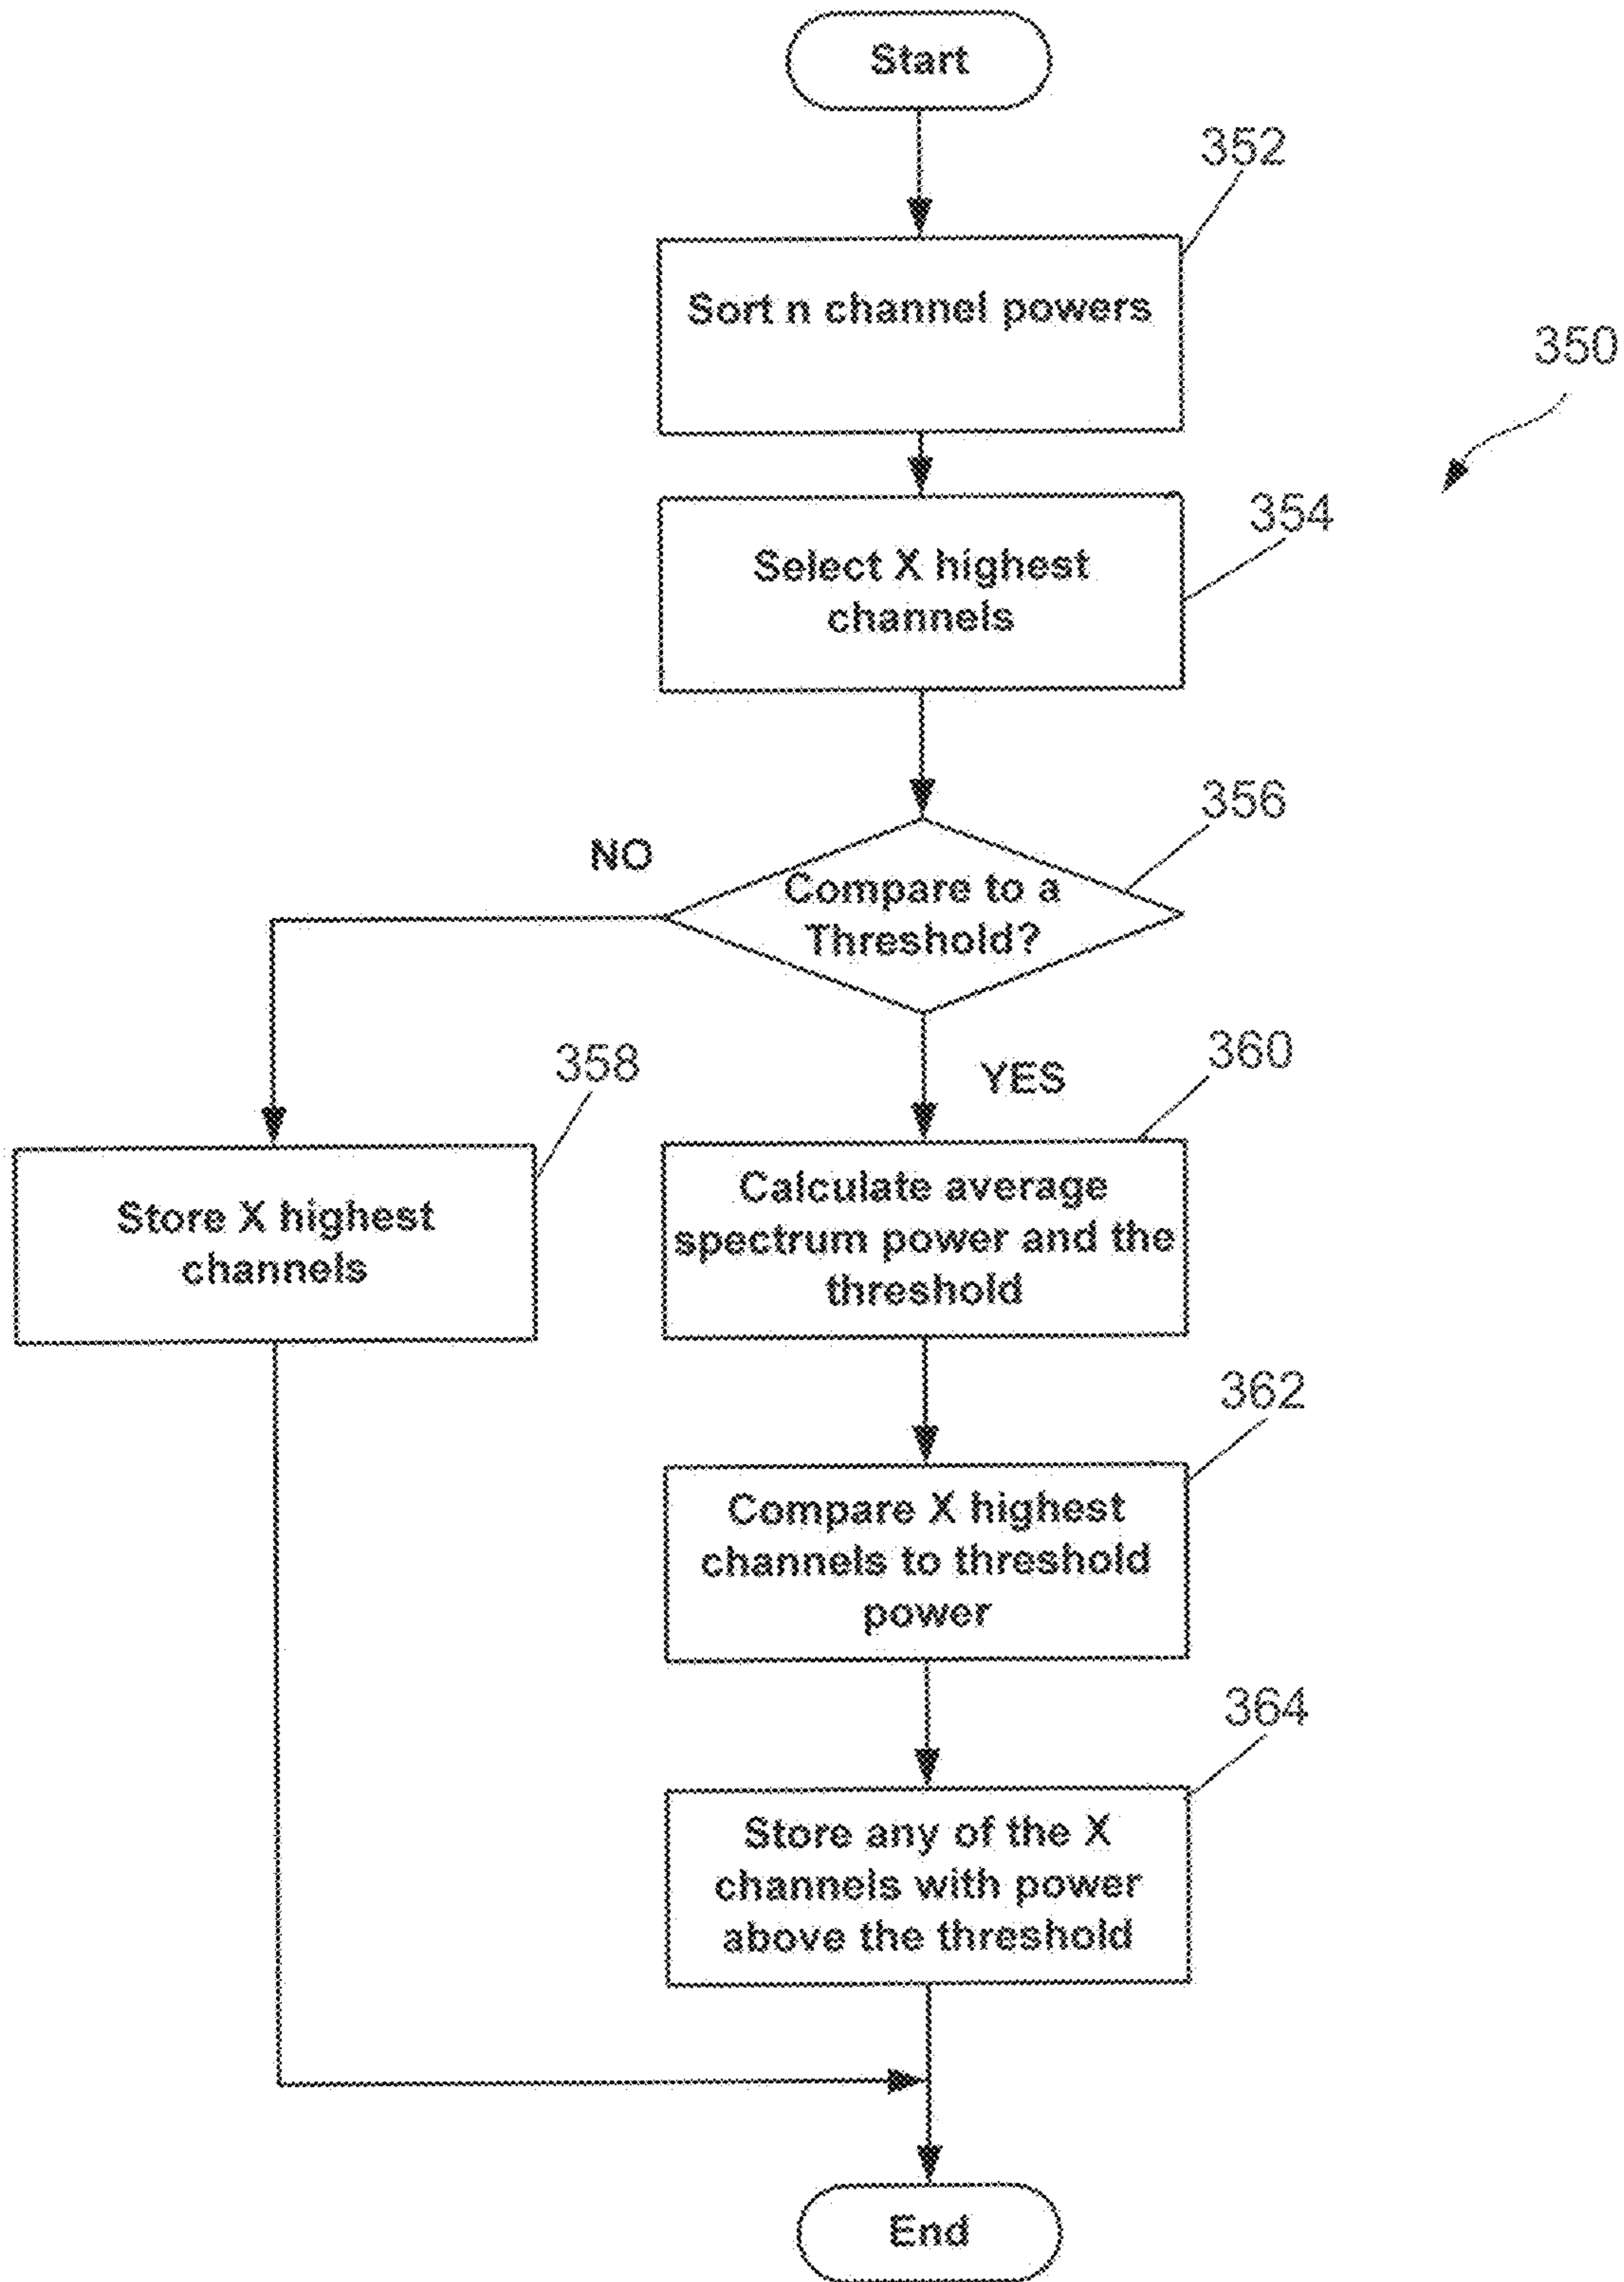 Start
352
Sort n channel powers
350
354
Select X highest
channels
356
NO
Compare to a
Threshold?
358
YES
360
Store X highest
channels
Calculate average
spectrum power and the
threshold
362
Compare X highest
channels to threshold
power
364
Store any of the X
channels with power
above the threshold
End